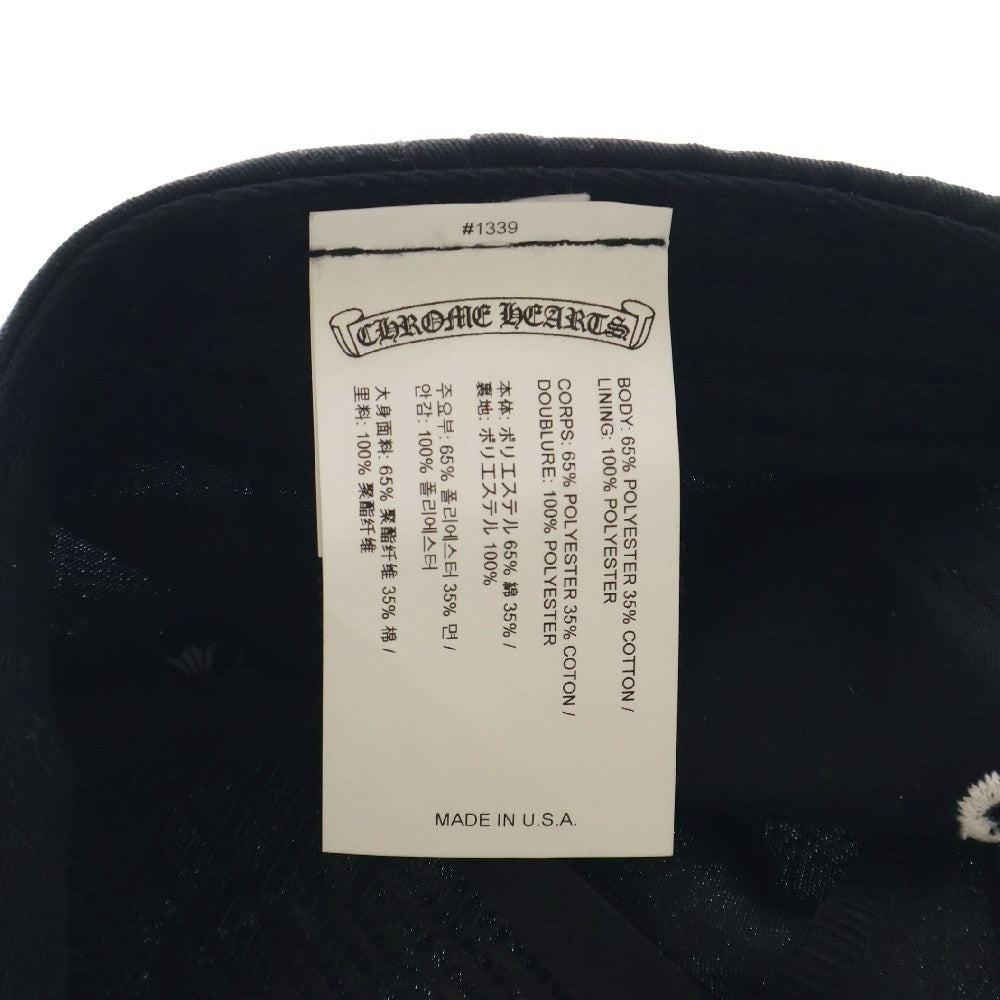 #1339
CHROME HEARTS
BODY: 65% POLYESTER 35% COTTON /
LINING: 100% POLYESTER
CORPS: 65% POLYESTER 35% COTON /
DOUBLURE: 100% POLYESTER
本体: ポリエステル 65% 綿 35% /
裏地: ポリエステル 100%
주요부: 65% 폴리에스터 35% 면 /
안감: 100% 폴리에스터
大身面料: 65% 聚酯纤维 35% 棉 /
里料: 100% 聚酯纤维
MADE IN U.S.A.